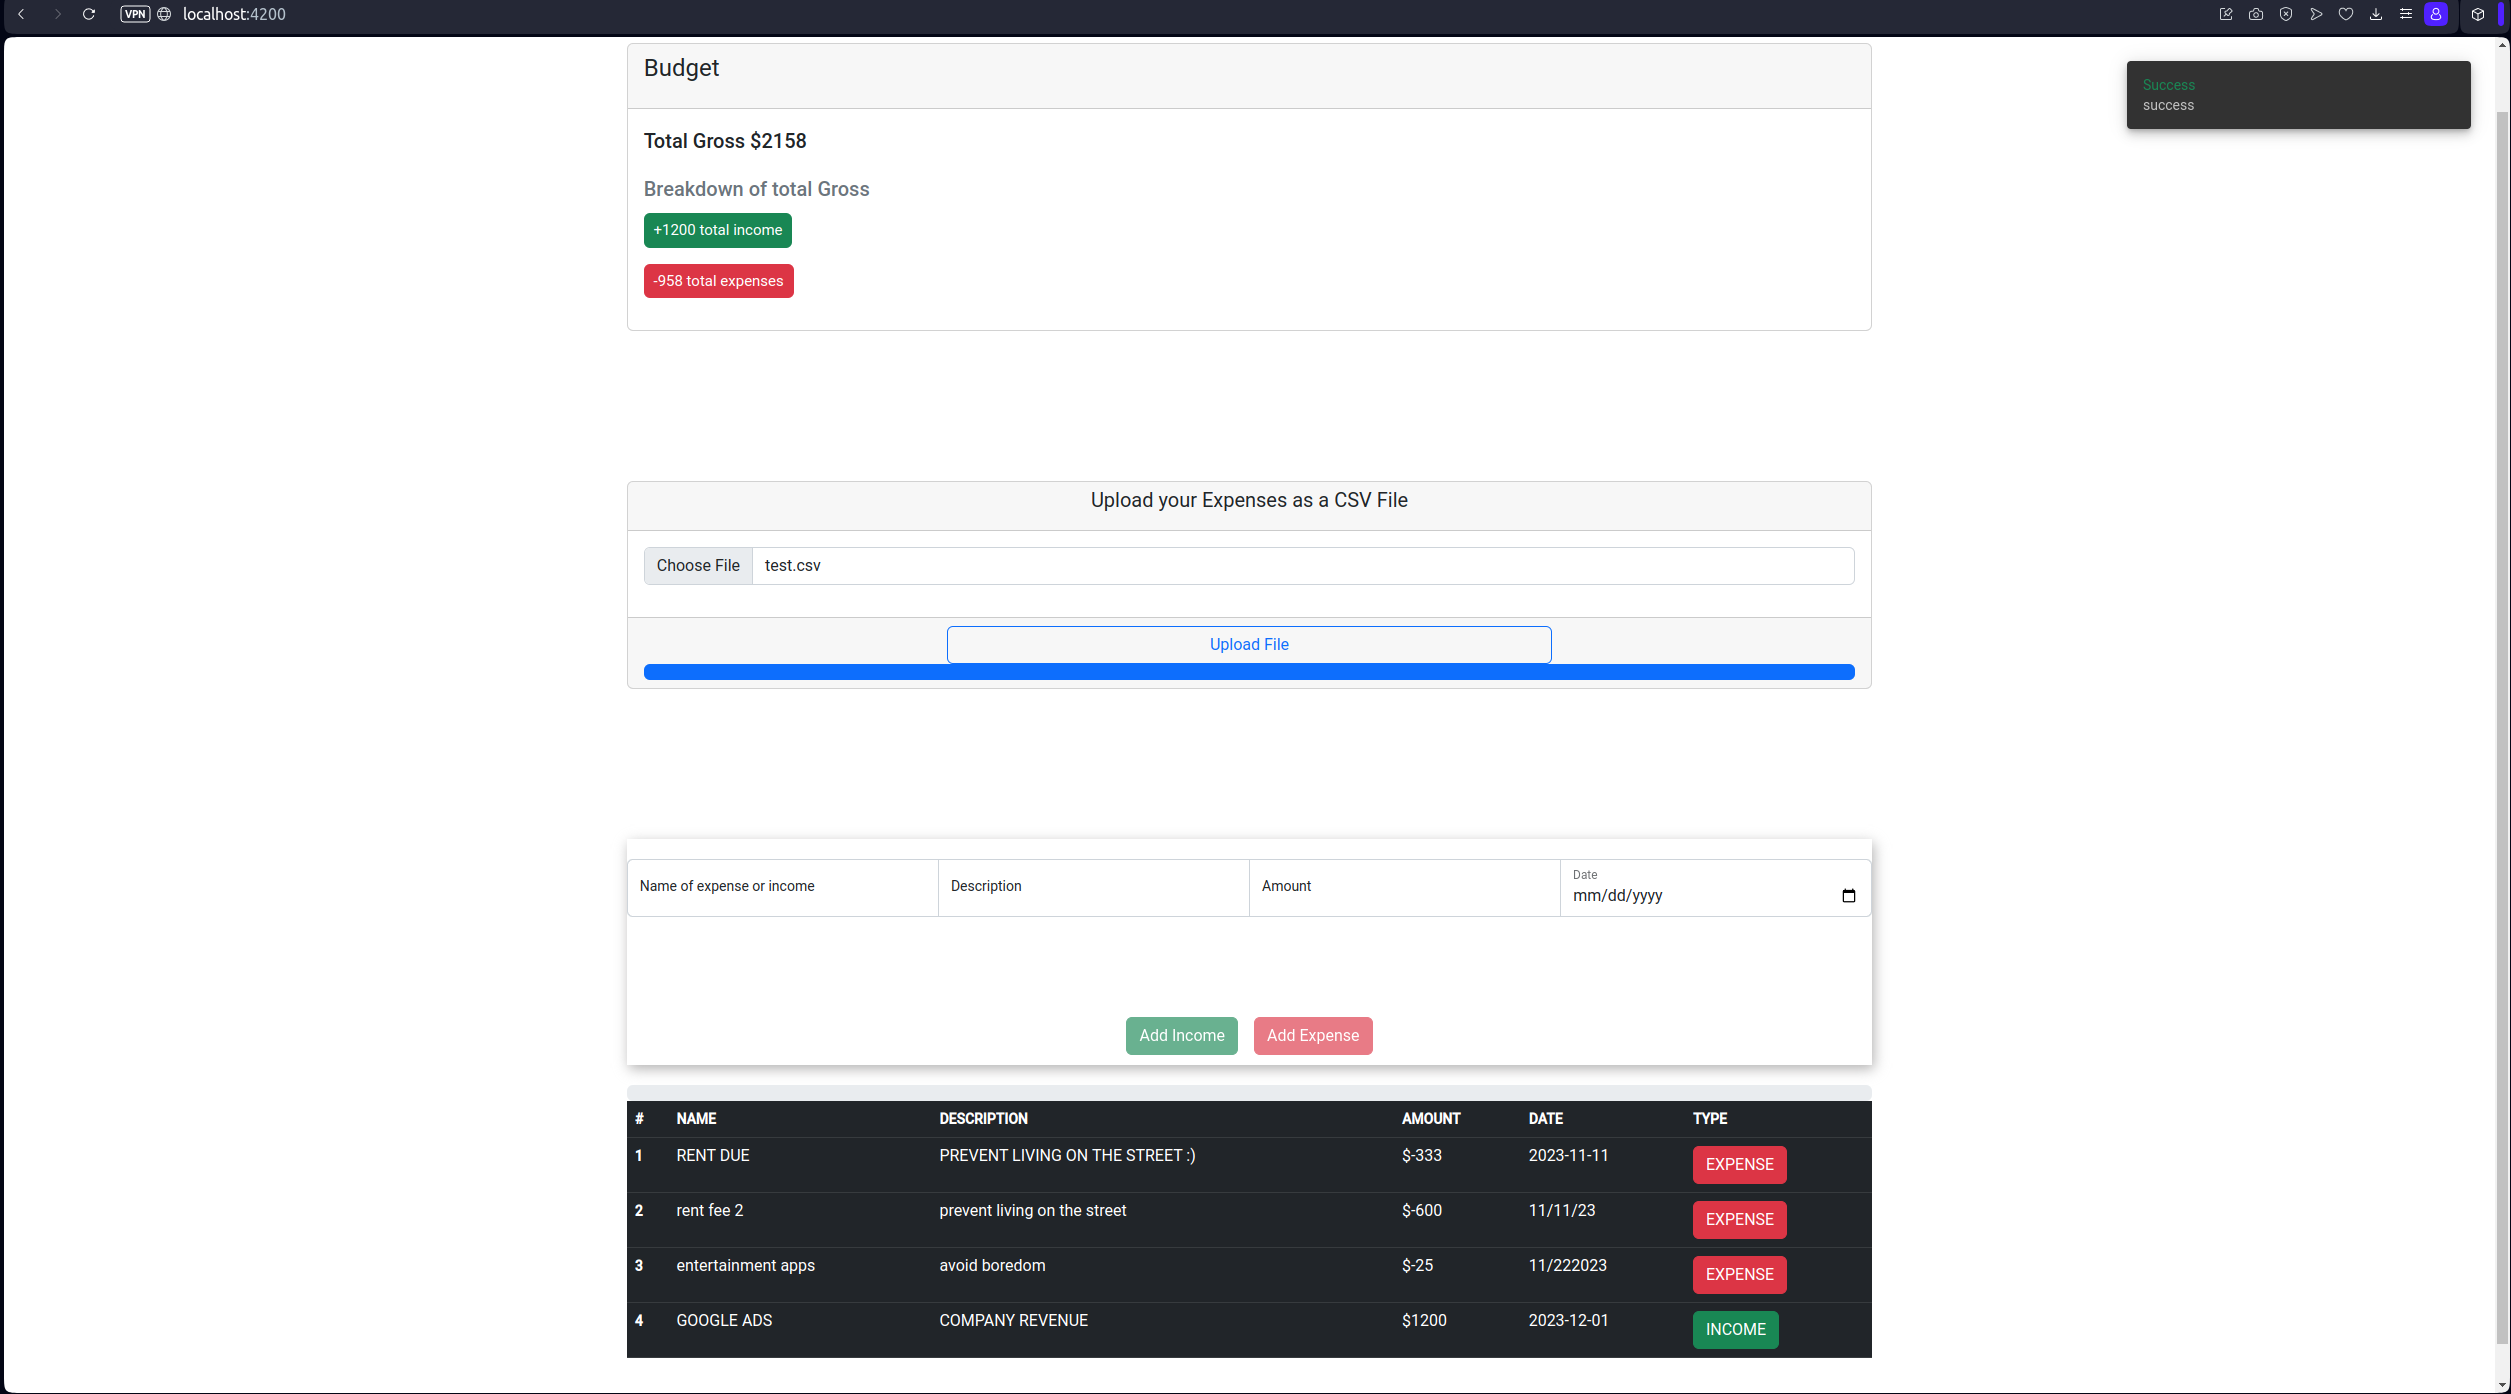 VPN localhost:4200
Budget
Success
success
Total Gross $2158
Breakdown of total Gross
+1200 total income
-958 total expenses
Upload your Expenses as a CSV File
Choose File test.csv
Upload File
Name of expense or income Description Amount Date
mm/dd/yyyy
Add Income Add Expense
# NAME DESCRIPTION AMOUNT DATE TYPE
1 RENT DUE PREVENT LIVING ON THE STREET :) $-333 2023-11-11 EXPENSE
2 rent fee 2 prevent living on the street $-600 11/11/23 EXPENSE
3 entertainment apps avoid boredom $-25 11/222023 EXPENSE
4 GOOGLE ADS COMPANY REVENUE $1200 2023-12-01 INCOME